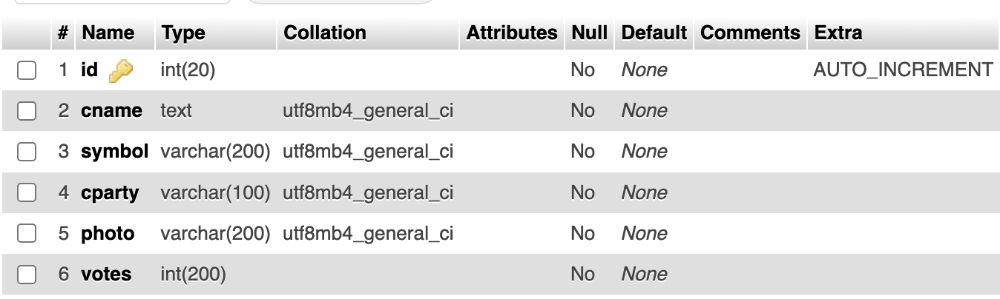 # Name Type Collation Attributes Null Default Comments Extra
1 id int(20) No None AUTO_INCREMENT
2 cname text utf8mb4_general_ci No None
3 symbol varchar(200) utf8mb4_general_ci No None
4 cparty varchar(100) utf8mb4_general_ci No None
5 photo varchar(200) utf8mb4_general_ci No None
6 votes int(200) No None